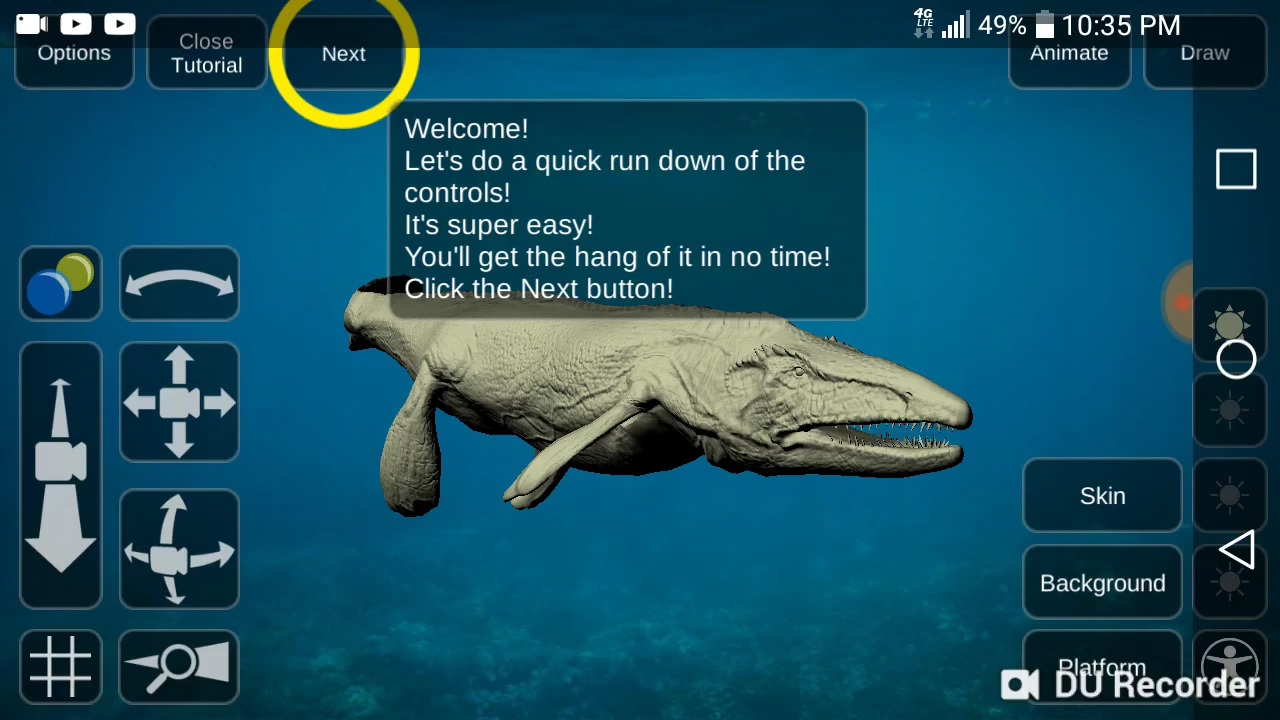 4G
LTE
49%
10:35 PM
Options
Close
Tutorial
Next
Animate
Draw
Welcome!
Let's do a quick run down of the
controls!
It's super easy!
You'll get the hang of it in no time!
Click the Next button!
Skin
Background
Platform
DU Recorder